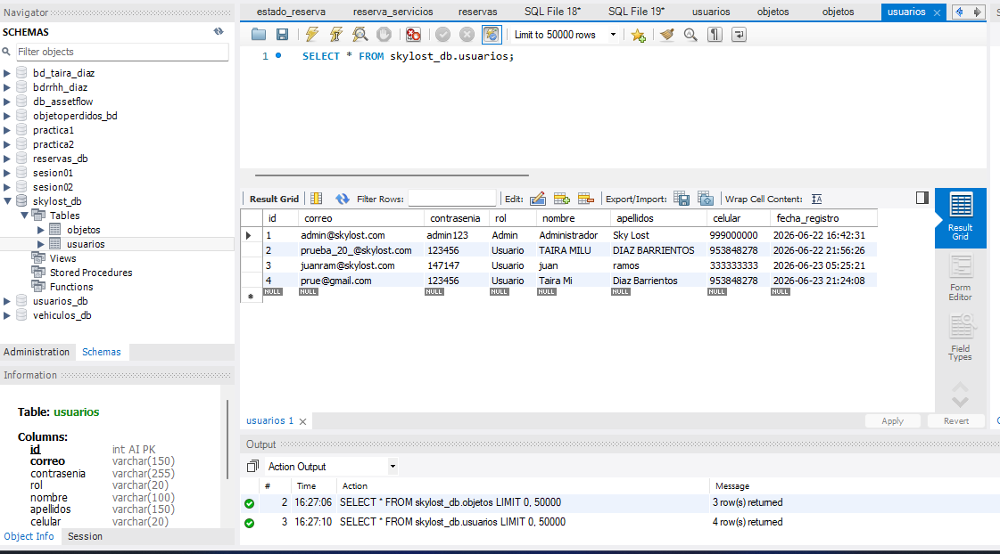 Navigator
SCHEMAS
Filter objects
bd_taira_diaz
bdrrhh_diaz
db_assetflow
objetoperdidos_bd
practica1
practica2
reservas_db
sesion01
sesion02
skylost_db
Tables
objetos
usuarios
Views
Stored Procedures
Functions
usuarios_db
vehiculos_db
Administration Schemas
Information
Table: usuarios
Columns:
id int AI PK
correo varchar(150)
contrasenia varchar(255)
rol varchar(20)
nombre varchar(100)
apellidos varchar(150)
celular varchar(20)
Object Info Session
estado_reserva reserva_servicios reservas SQL File 18* SQL File 19* usuarios objetos objetos usuarios
Limit to 50000 rows
1 SELECT * FROM skylost_db.usuarios;
Result Grid Filter Rows: Edit: Export/Import: Wrap Cell Content:
id correo contrasenia rol nombre apellidos celular fecha_registro
1 admin@skylost.com admin123 Admin Administrador Sky Lost 999000000 2026-06-22 16:42:31
2 prueba_20_@skylost.com 123456 Usuario TAIRA MILU DIAZ BARRIENTOS 953848278 2026-06-22 21:56:26
3 juanram@skylost.com 147147 Usuario juan ramos 333333333 2026-06-23 05:25:21
4 prue@gmail.com 123456 Usuario Taira Mi Diaz Barrientos 953848278 2026-06-23 21:24:08
NULL NULL NULL NULL NULL NULL NULL NULL
Result
Grid
Form
Editor
Field
Types
usuarios 1
Apply Revert
Output
Action Output
# Time Action Message
2 16:27:06 SELECT * FROM skylost_db.objetos LIMIT 0, 50000 3 row(s) returned
3 16:27:10 SELECT * FROM skylost_db.usuarios LIMIT 0, 50000 4 row(s) returned